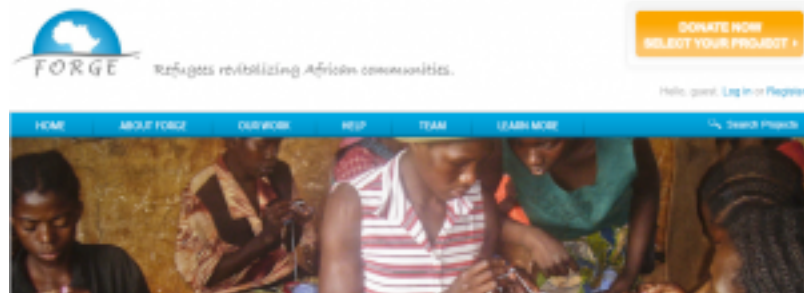 DONATE NOW
SELECT YOUR PROJECT ›
FORGE
Refugees revitalizing African communities.
Hello, guest. Log in or Register
HOME ABOUT FORGE OUR WORK HELP TEAM LEARN MORE Search Projects